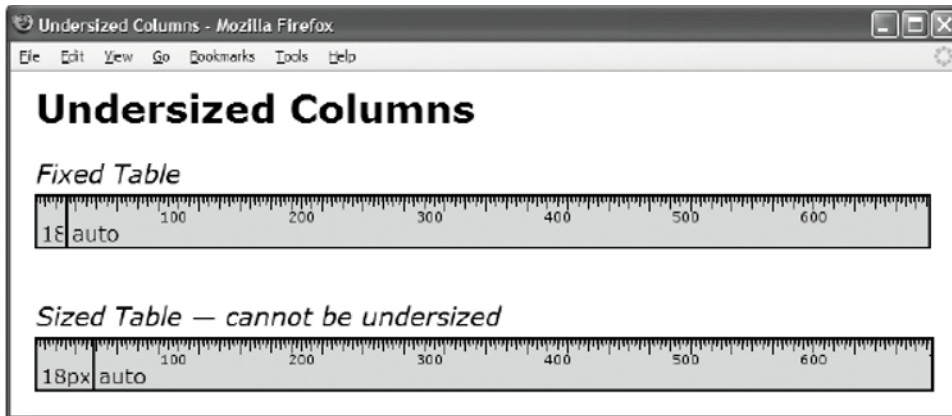 Undersized Columns - Mozilla Firefox
File Edit View Go Bookmarks Tools Help
Undersized Columns
Fixed Table
100 200 300 400 500 600
18 auto
Sized Table — cannot be undersized
100 200 300 400 500 600
18px auto